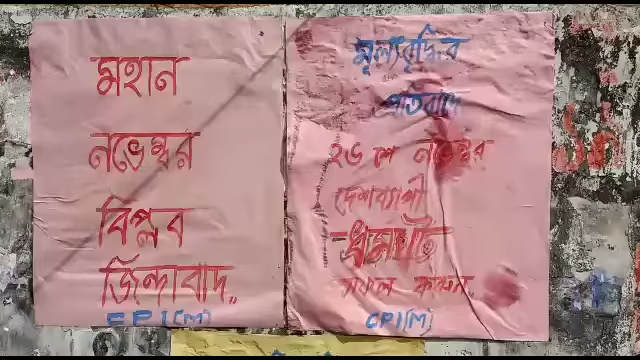 মহান
নভেম্বর
বিপ্লব
জিন্দাবাদ..
CPI(M)
মূল্যবৃদ্ধির
প্রতিবাদে
২৬ শে নভেম্বর
দেশব্যাপী
ধর্মঘট
সফল করুন
CPI(M)